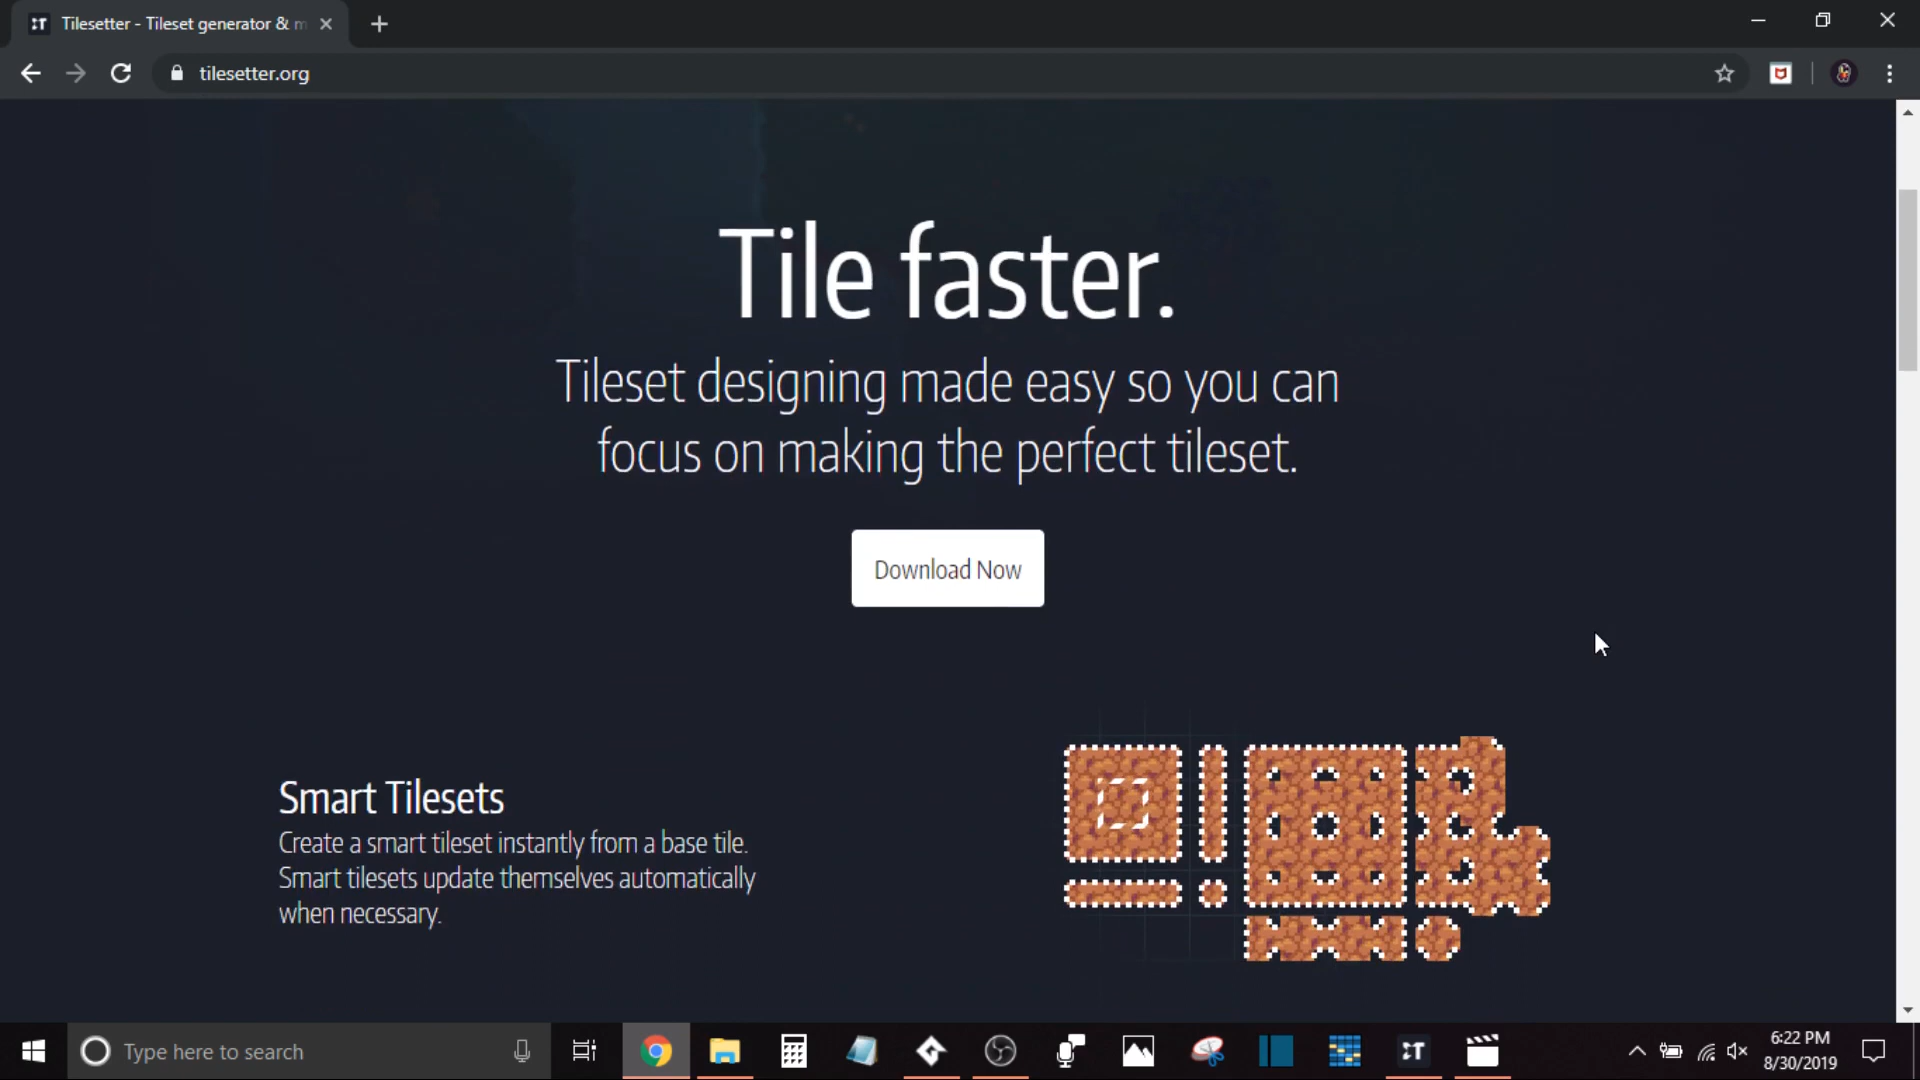 Tilesetter - Tileset generator & m
tilesetter.org
Tile faster.
Tileset designing made easy so you can
focus on making the perfect tileset.
Download Now
Smart Tilesets
Create a smart tileset instantly from a base tile.
Smart tilesets update themselves automatically
when necessary.
Type here to search
6:22 PM
8/30/2019